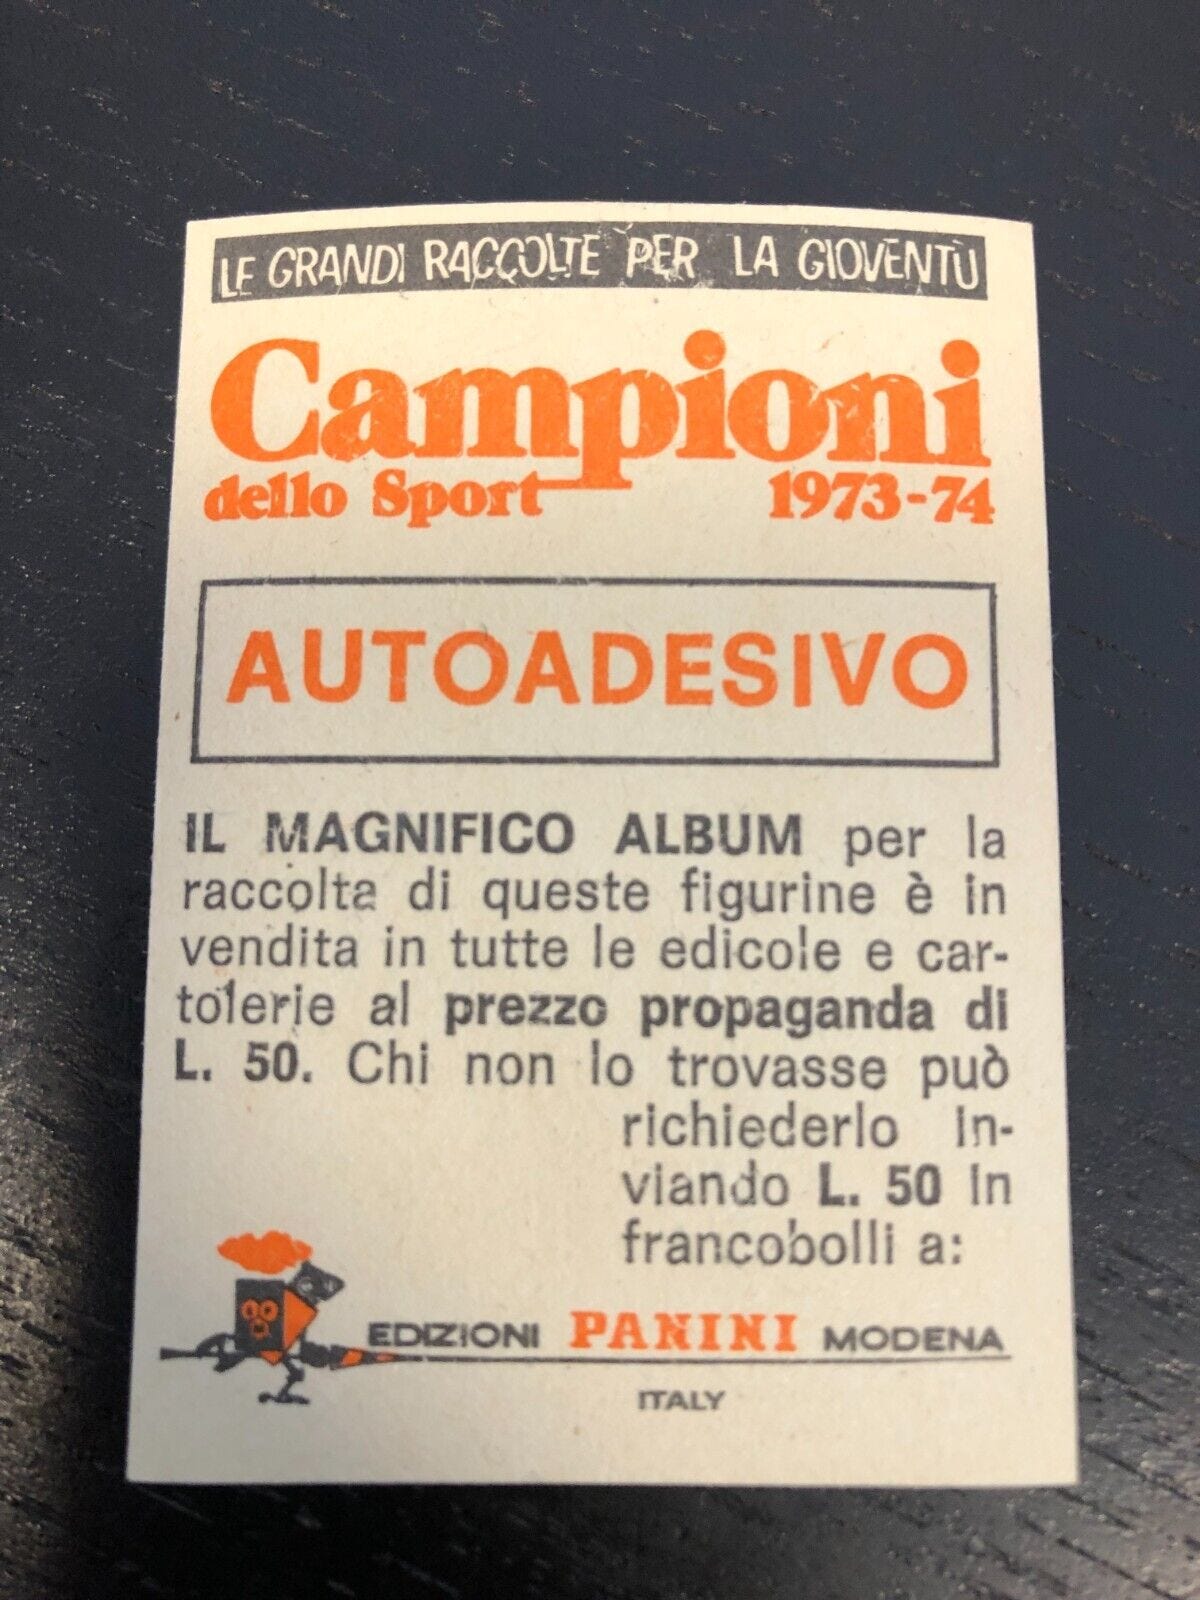 LE GRANDI RACCOLTE PER LA GIOVENTÙ
Campioni
dello Sport 1973-74
AUTOADESIVO
IL MAGNIFICO ALBUM per la
raccolta di queste figurine è in
vendita in tutte le edicole e car-
tolerie al prezzo propaganda di
L. 50. Chi non lo trovasse può
richiederlo in-
viando L. 50 in
francobolli a:
EDIZIONI PANINI MODENA
ITALY